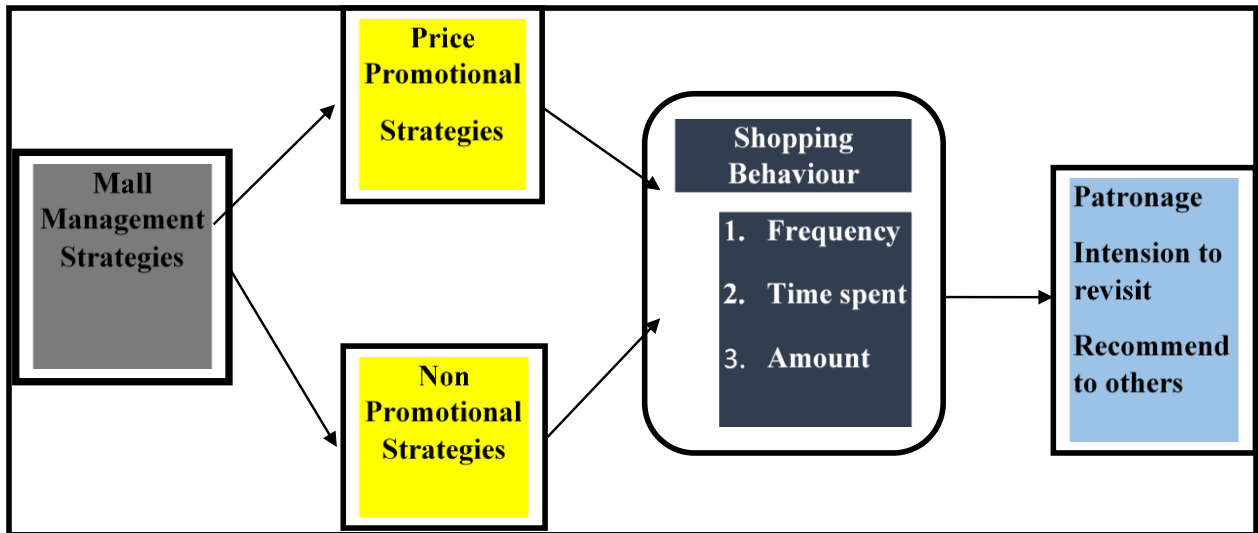 Mall
Management
Strategies
Price
Promotional
Strategies
Non
Promotional
Strategies
Shopping
Behaviour
1. Frequency
2. Time spent
3. Amount
Patronage
Intension to
revisit
Recommend
to others